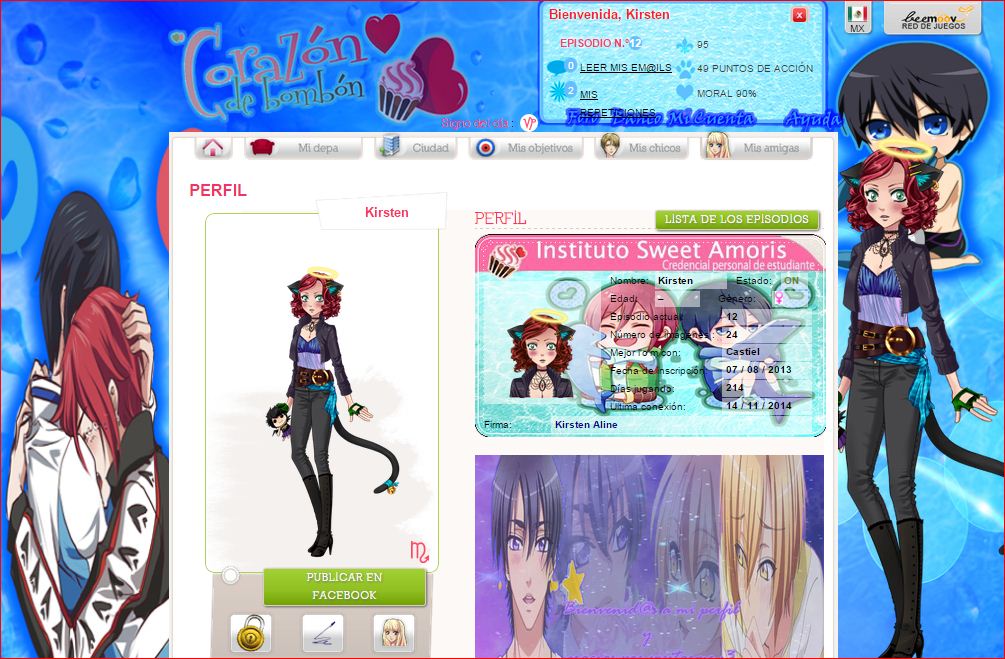 Corazón
de bombón
Bienvenida, Kirsten
X
EPISODIO N.º12
95
0 LEER MIS EM@ILS
49 PUNTOS DE ACCIÓN
2 MIS
REPETICIONES
MORAL 90%
MX
beemoov
RED DE JUEGOS
Signo del día :
Foro Banco Mi Cuenta Ayuda
Mi depa
Ciudad
Mis objetivos
Mis chicos
Mis amigas
PERFIL
Kirsten
PUBLICAR EN
FACEBOOK
PERFIL
LISTA DE LOS EPISODIOS
Instituto Sweet Amoris
Credencial personal de estudiante
Nombre: Kirsten Estado: ON
Edad: – Género:
Episodio actual: 12
Número de imágenes : 24
Mejor lo'm con: Castiel
Fecha de inscripción: 07 / 08 / 2013
Días jugando: 214
Última conexión: 14 / 11 / 2014
Firma: Kirsten Aline
Bienvenid@s a mi perfil
y